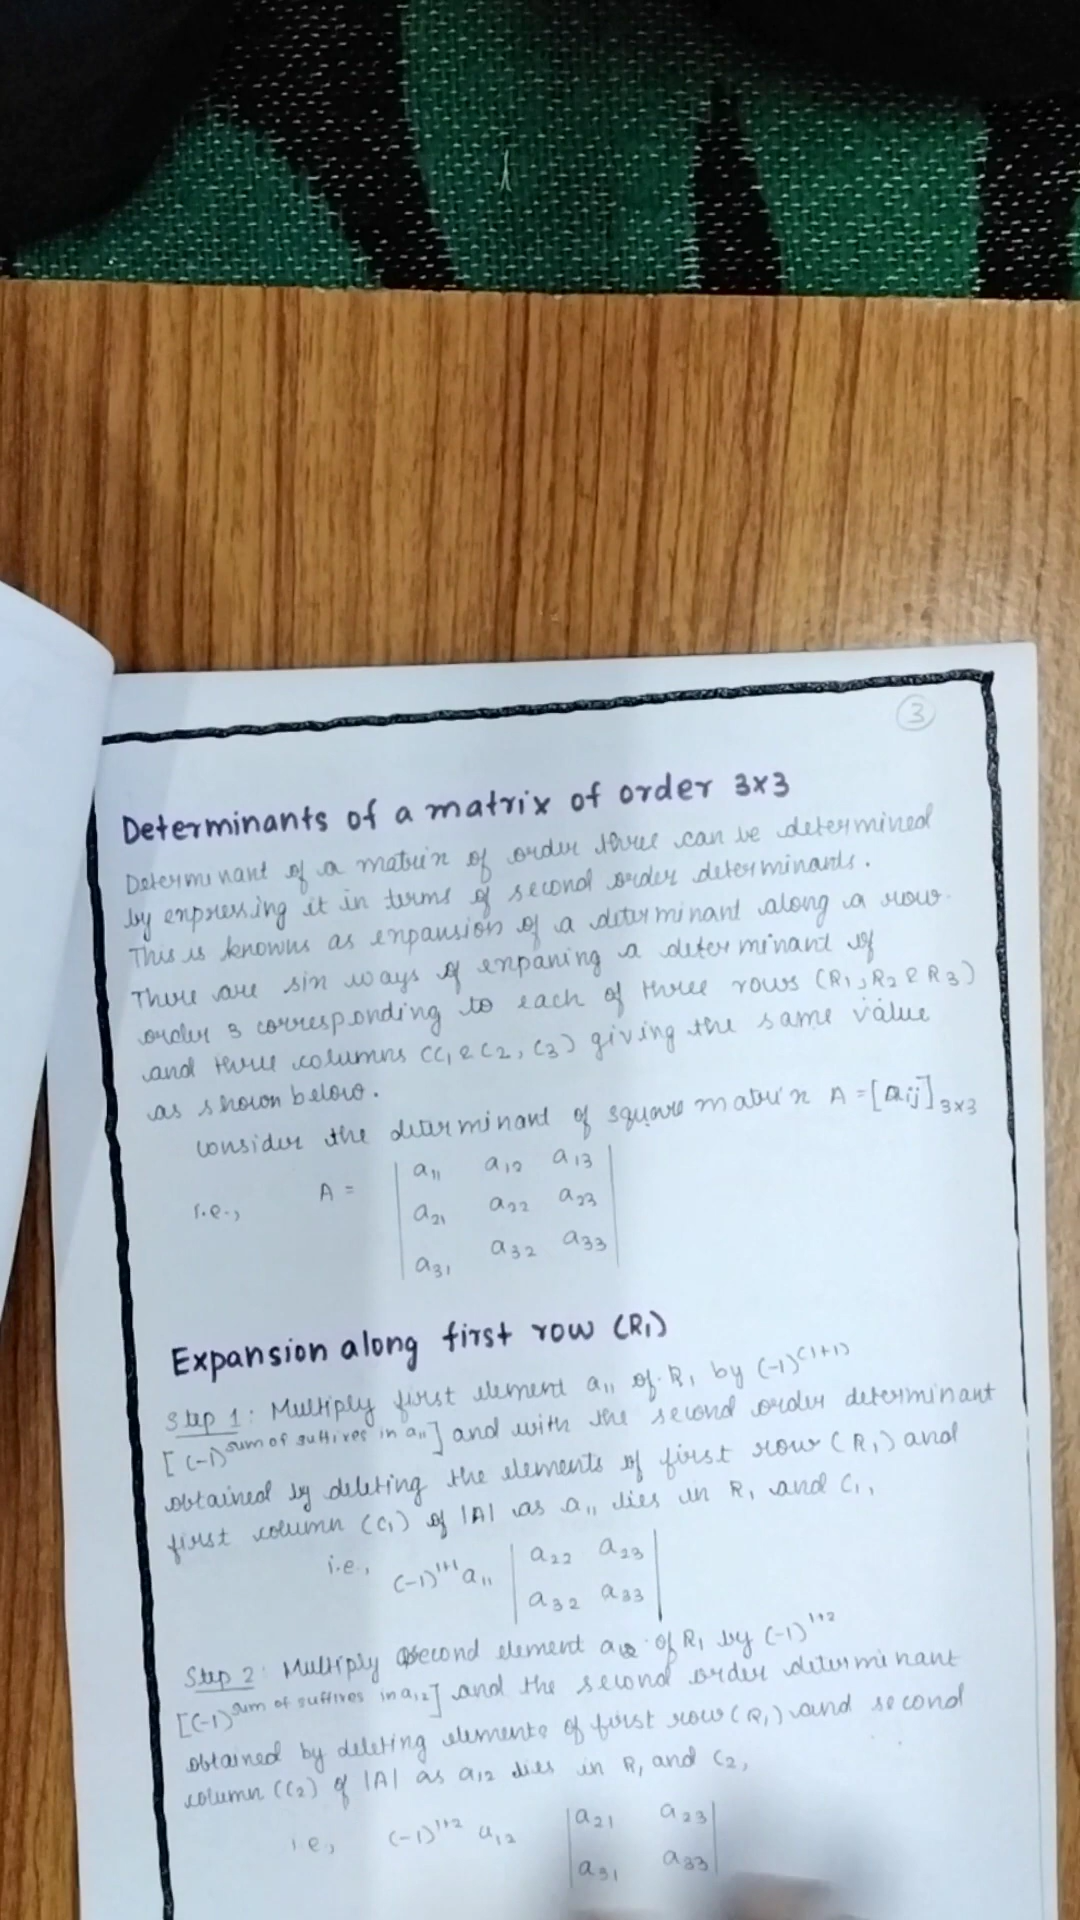 3
Determinants of a matrix of order 3x3
Determinant of a matrix of order three can be determined
by expressing it in terms of second order determinants.
This is knowns as expansion of a determinant along a row.
There are six ways of expaning a determinant of
order 3 corresponding to each of three rows (R₁, R₂ & R₃)
and three columns (C₁ & C₂, C₃) giving the same value
as shown below.
consider the determinant of square matrix A = [aij]₃ₓ₃
i.e., A = | a₁₁ a₁₂ a₁₃ |
| a₂₁ a₂₂ a₂₃ |
| a₃₁ a₃₂ a₃₃ |
Expansion along first row (R₁)
Step 1: Multiply first element a₁₁ of R₁ by (-1)⁽¹⁺¹⁾
[(-1)^sum of suffixes in a₁₁] and with the second order determinant
obtained by deleting the elements of first row (R₁) and
first column (C₁) of |A| as a₁₁ lies in R₁ and C₁,
i.e., (-1)¹⁺¹ a₁₁ | a₂₂ a₂₃ |
| a₃₂ a₃₃ |
Step 2: Multiply second element a₁₂ of R₁ by (-1)¹⁺²
[(-1)^sum of suffixes in a₁₂] and the second order determinant
obtained by deleting elements of first row (R₁) and second
column (C₂) of |A| as a₁₂ lies in R₁ and C₂,
i.e, (-1)¹⁺² a₁₂ | a₂₁ a₂₃ |
| a₃₁ a₃₃ |